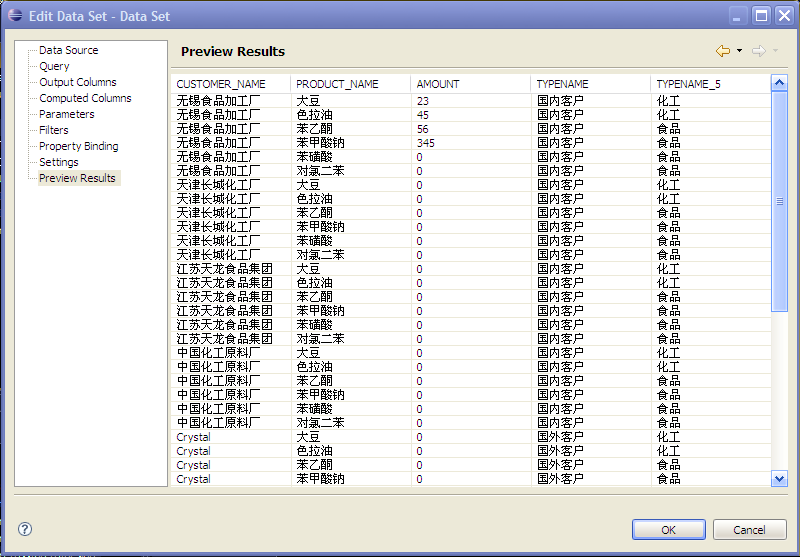 Edit Data Set - Data Set
Data Source
Query
Output Columns
Computed Columns
Parameters
Filters
Property Binding
Settings
Preview Results
Preview Results
CUSTOMER_NAME PRODUCT_NAME AMOUNT TYPENAME TYPENAME_5
无锡食品加工厂 大豆 23 国内客户 化工
无锡食品加工厂 色拉油 45 国内客户 化工
无锡食品加工厂 苯乙酮 56 国内客户 食品
无锡食品加工厂 苯甲酸钠 345 国内客户 食品
无锡食品加工厂 苯磺酸 0 国内客户 食品
无锡食品加工厂 对氯二苯 0 国内客户 食品
天津长城化工厂 大豆 0 国内客户 化工
天津长城化工厂 色拉油 0 国内客户 化工
天津长城化工厂 苯乙酮 0 国内客户 食品
天津长城化工厂 苯甲酸钠 0 国内客户 食品
天津长城化工厂 苯磺酸 0 国内客户 食品
天津长城化工厂 对氯二苯 0 国内客户 食品
江苏天龙食品集团 大豆 0 国内客户 化工
江苏天龙食品集团 色拉油 0 国内客户 化工
江苏天龙食品集团 苯乙酮 0 国内客户 食品
江苏天龙食品集团 苯甲酸钠 0 国内客户 食品
江苏天龙食品集团 苯磺酸 0 国内客户 食品
江苏天龙食品集团 对氯二苯 0 国内客户 食品
中国化工原料厂 大豆 0 国内客户 化工
中国化工原料厂 色拉油 0 国内客户 化工
中国化工原料厂 苯乙酮 0 国内客户 食品
中国化工原料厂 苯甲酸钠 0 国内客户 食品
中国化工原料厂 苯磺酸 0 国内客户 食品
中国化工原料厂 对氯二苯 0 国内客户 食品
Crystal 大豆 0 国外客户 化工
Crystal 色拉油 0 国外客户 化工
Crystal 苯乙酮 0 国外客户 食品
Crystal 苯甲酸钠 0 国外客户 食品
OK Cancel